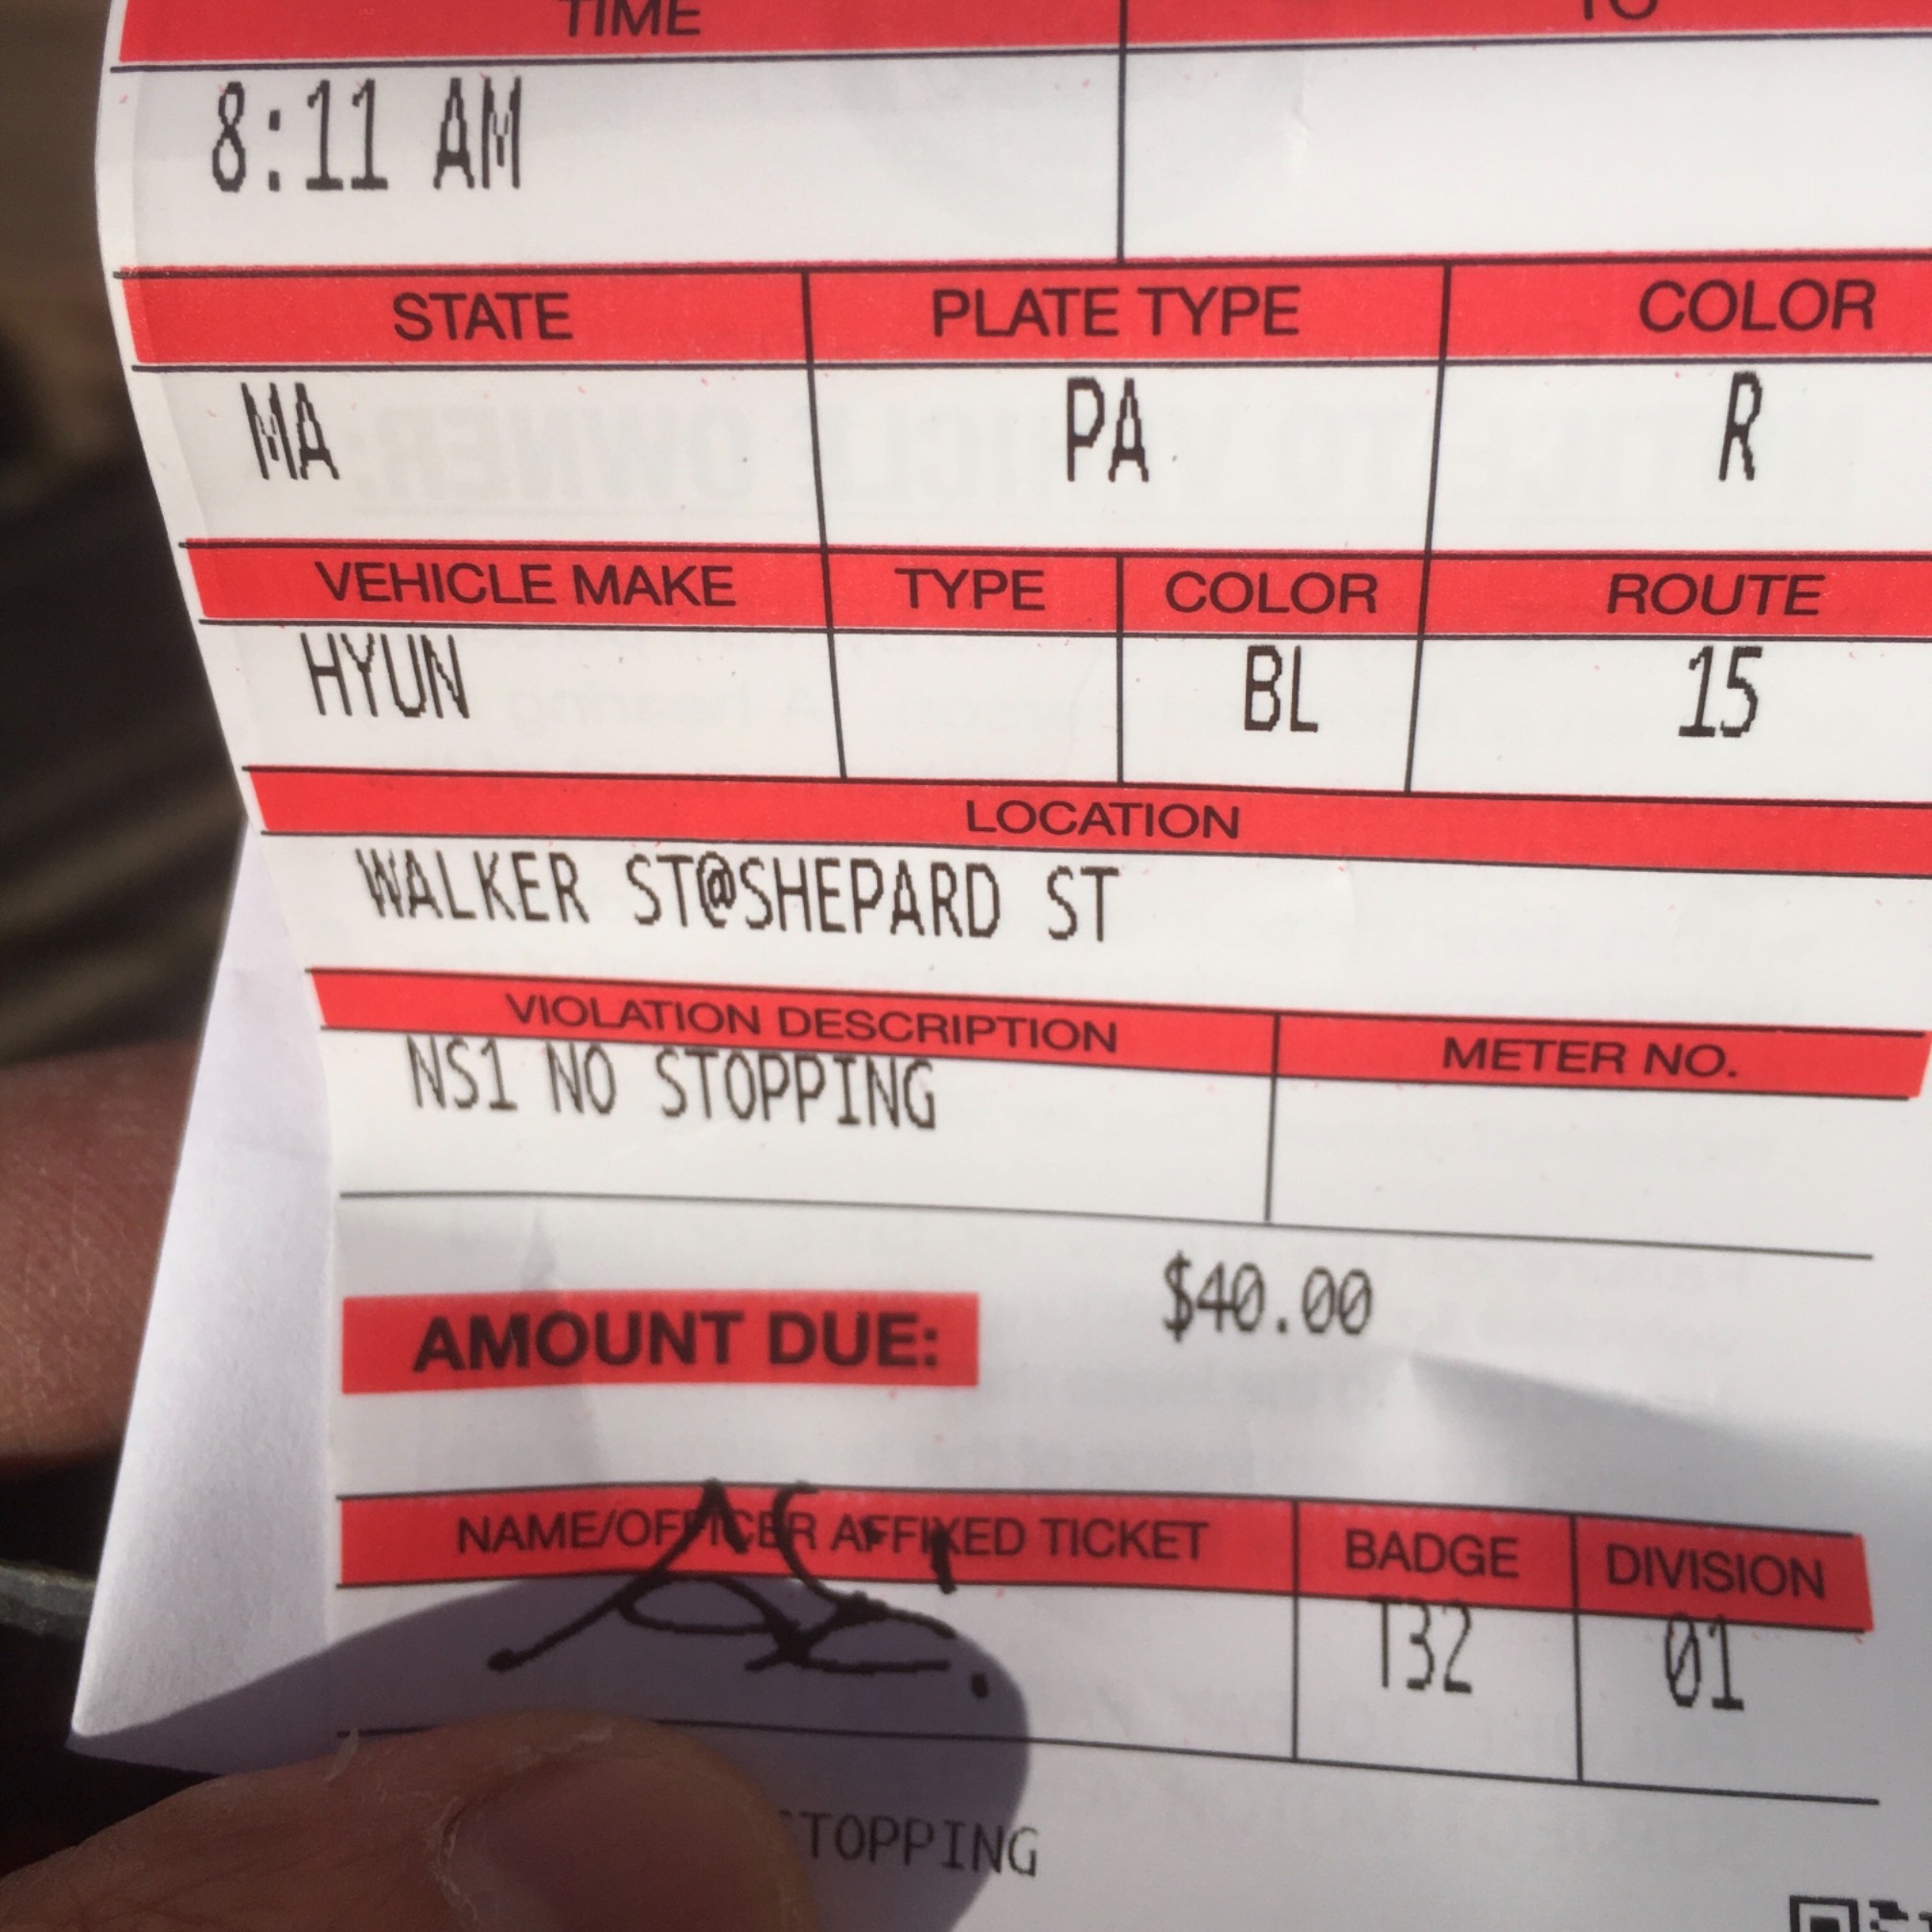 TIME TO
8:11 AM
STATE PLATE TYPE COLOR
MA PA R
VEHICLE MAKE TYPE COLOR ROUTE
HYUN BL 15
LOCATION
WALKER ST@SHEPARD ST
VIOLATION DESCRIPTION METER NO.
NS1 NO STOPPING
AMOUNT DUE: $40.00
NAME/OFFICER AFFIXED TICKET BADGE DIVISION
T32 01
TOPPING